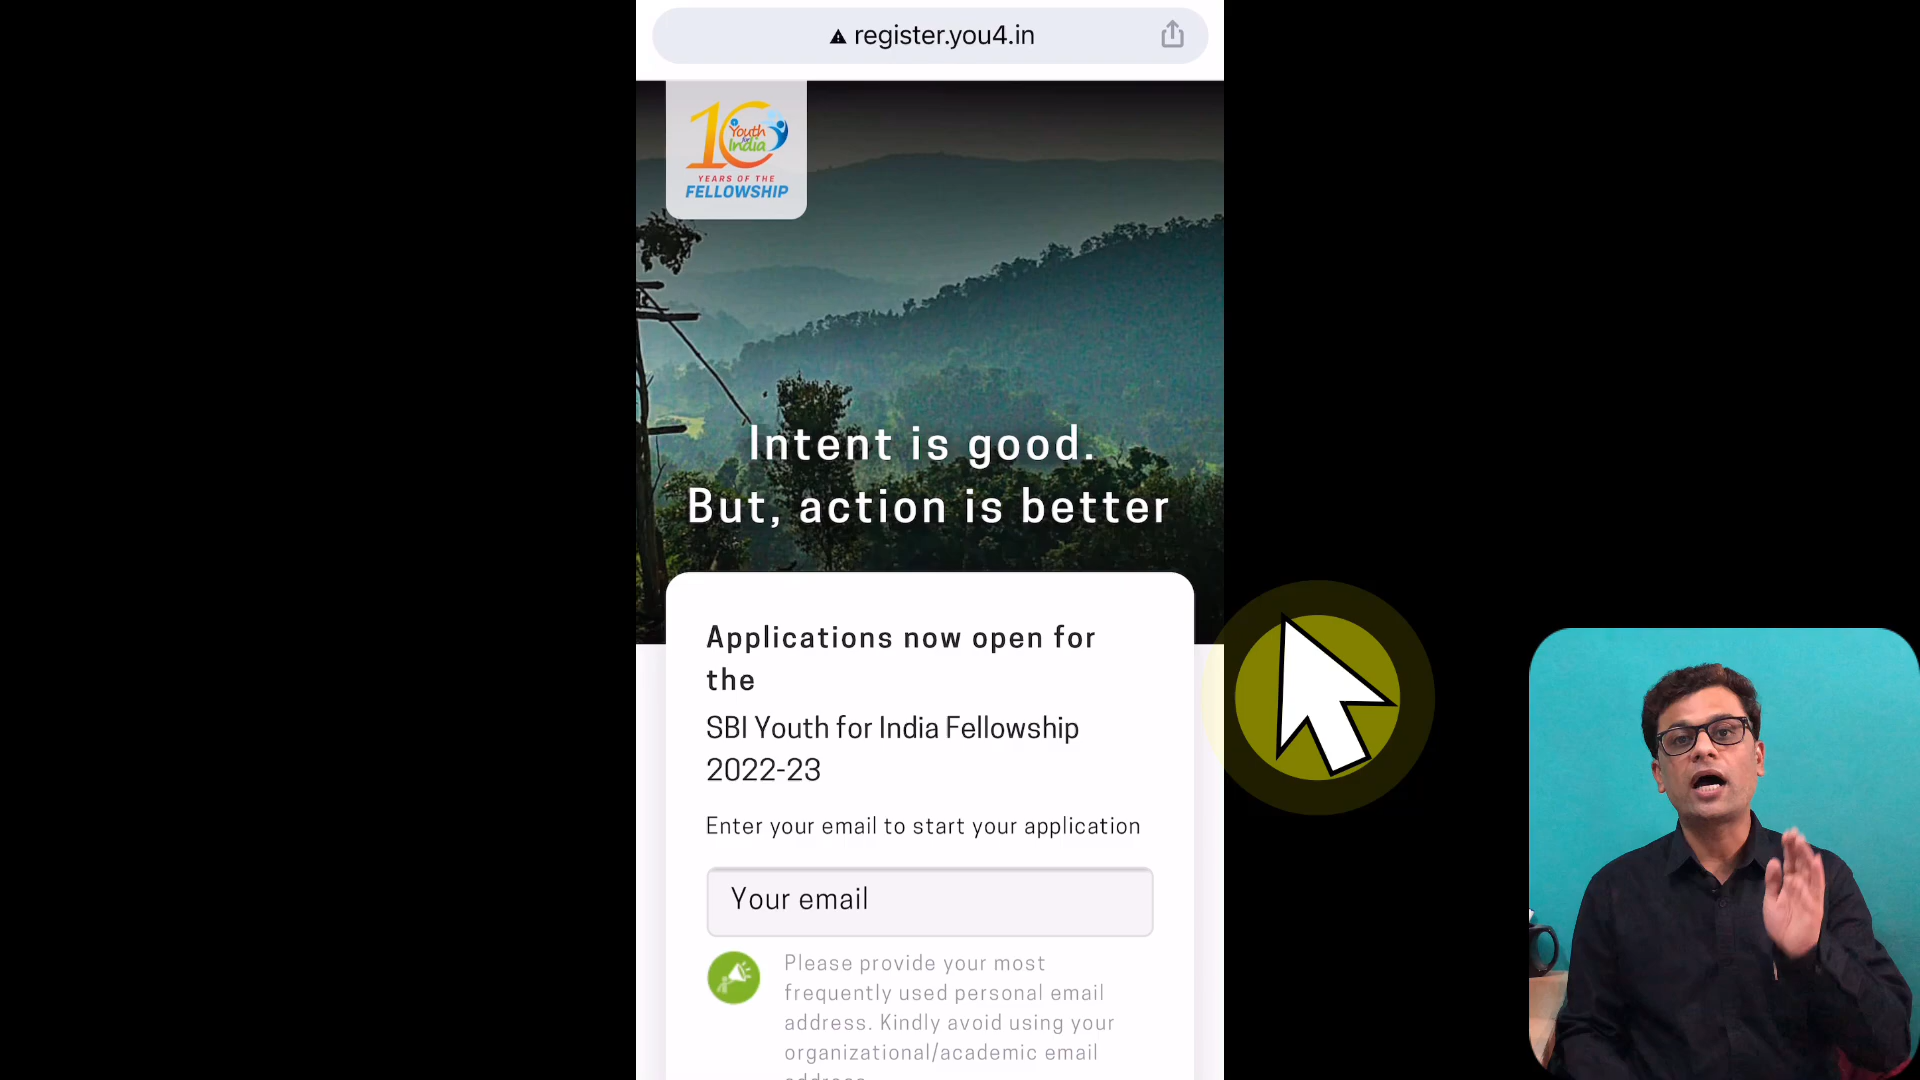 register.you4.in
10
Youth
for
India
YEARS OF THE
FELLOWSHIP
Intent is good.
But, action is better
Applications now open for
the
SBI Youth for India Fellowship
2022-23
Enter your email to start your application
Your email
Please provide your most
frequently used personal email
address. Kindly avoid using your
organizational/academic email